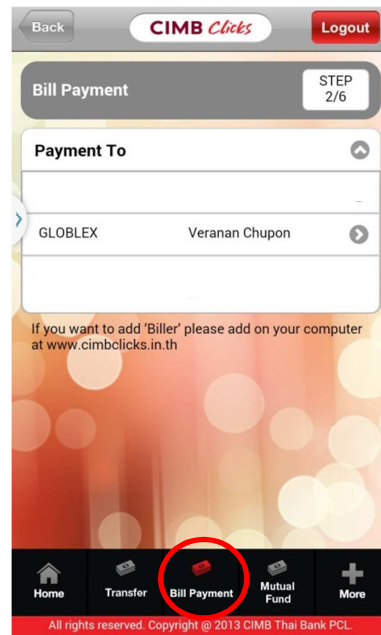 Back
CIMB Clicks
Logout
Bill Payment
STEP
2/6
Payment To
GLOBLEX Veranan Chupon
If you want to add 'Biller' please add on your computer
at www.cimbclicks.in.th
Home
Transfer
Bill Payment
Mutual
Fund
More
All rights reserved. Copyright @ 2013 CIMB Thai Bank PCL.